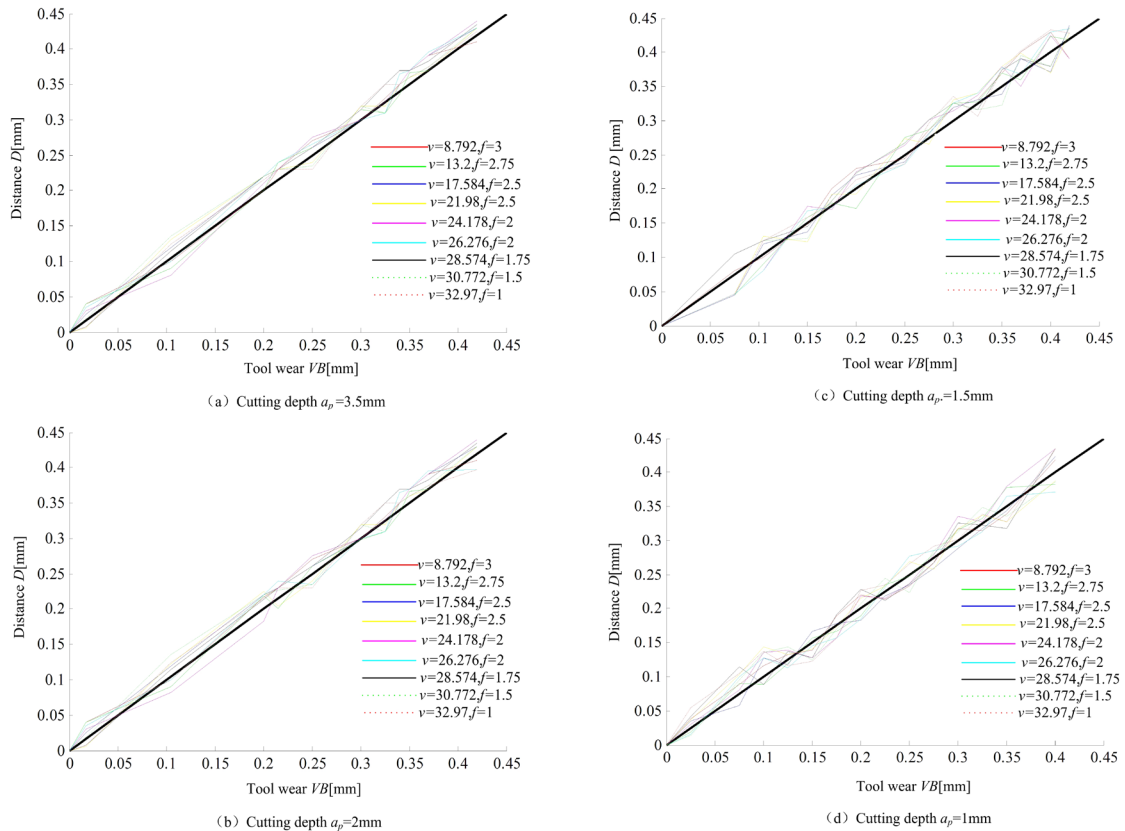 0.45
0.4
0.35
0.3
0.25
0.2
0.15
0.1
0.05
0
Distance D[mm]
v=8.792,f=3
v=13.2,f=2.75
v=17.584,f=2.5
v=21.98,f=2.5
v=24.178,f=2
v=26.276,f=2
v=28.574,f=1.75
v=30.772,f=1.5
v=32.97,f=1
0 0.05 0.1 0.15 0.2 0.25 0.3 0.35 0.4 0.45
Tool wear VB[mm]
（a）Cutting depth ap=3.5mm
0.45
0.4
0.35
0.3
0.25
0.2
0.15
0.1
0.05
0
Distance D[mm]
v=8.792,f=3
v=13.2,f=2.75
v=17.584,f=2.5
v=21.98,f=2.5
v=24.178,f=2
v=26.276,f=2
v=28.574,f=1.75
v=30.772,f=1.5
v=32.97,f=1
0 0.05 0.1 0.15 0.2 0.25 0.3 0.35 0.4 0.45
Tool wear VB[mm]
（b）Cutting depth ap=2mm
0.45
0.4
0.35
0.3
0.25
0.2
0.15
0.1
0.05
0
Distance D [mm]
v=8.792,f=3
v=13.2,f=2.75
v=17.584,f=2.5
v=21.98,f=2.5
v=24.178,f=2
v=26.276,f=2
v=28.574,f=1.75
v=30.772,f=1.5
v=32.97,f=1
0 0.05 0.1 0.15 0.2 0.25 0.3 0.35 0.4 0.45
Tool wear VB[mm]
（c）Cutting depth ap.=1.5mm
0.45
0.4
0.35
0.3
0.25
0.2
0.15
0.1
0.05
0
Distance D[mm]
v=8.792,f=3
v=13.2,f=2.75
v=17.584,f=2.5
v=21.98,f=2.5
v=24.178,f=2
v=26.276,f=2
v=28.574,f=1.75
v=30.772,f=1.5
v=32.97,f=1
0 0.05 0.1 0.15 0.2 0.25 0.3 0.35 0.4 0.45
Tool wear VB[mm]
（d）Cutting depth ap=1mm